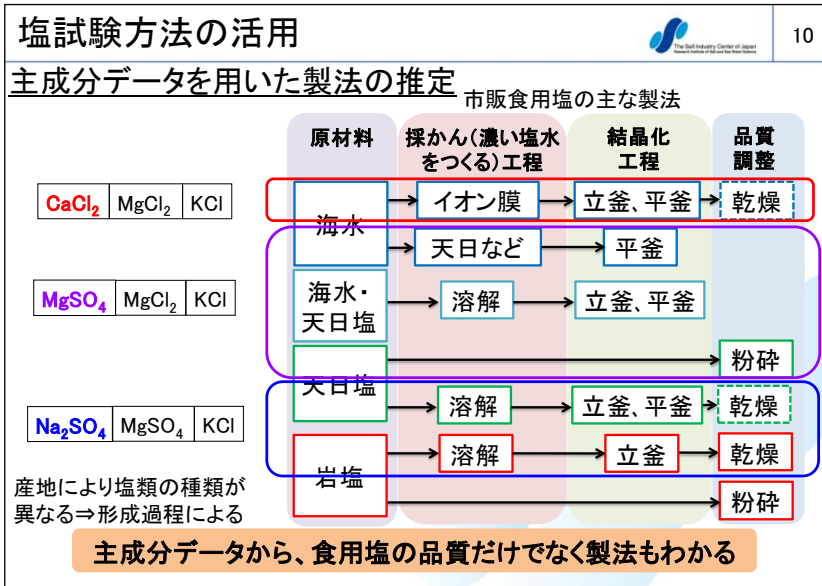 塩試験方法の活用
The Salt Industry Center of Japan
Research Institute of Salt and Sea Water Science
10
主成分データを用いた製法の推定
市販食用塩の主な製法
原材料
採かん(濃い塩水
をつくる)工程
結晶化
工程
品質
調整
CaCl₂ MgCl₂ KCl
海水
イオン膜
立釜、平釜
乾燥
天日など
平釜
MgSO₄ MgCl₂ KCl
海水・
天日塩
溶解
立釜、平釜
天日塩
粉砕
溶解
立釜、平釜
乾燥
Na₂SO₄ MgSO₄ KCl
岩塩
溶解
立釜
乾燥
粉砕
産地により塩類の種類が
異なる⇒形成過程による
主成分データから、食用塩の品質だけでなく製法もわかる